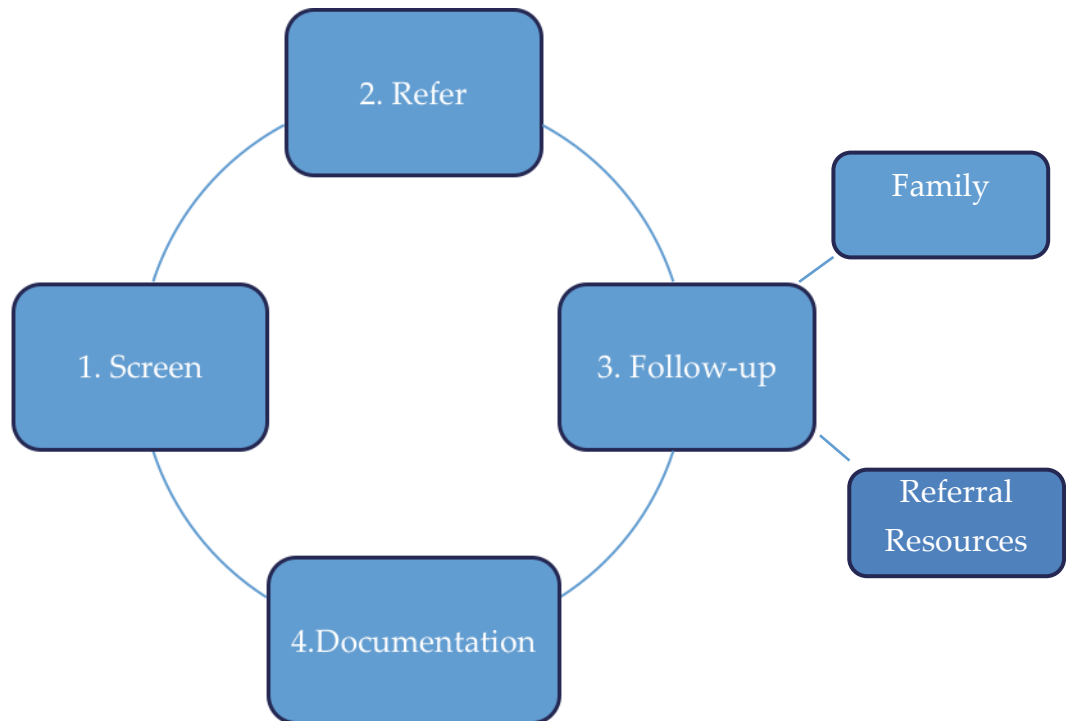 2. Refer
Family
1. Screen
3. Follow-up
Referral
Resources
4.Documentation